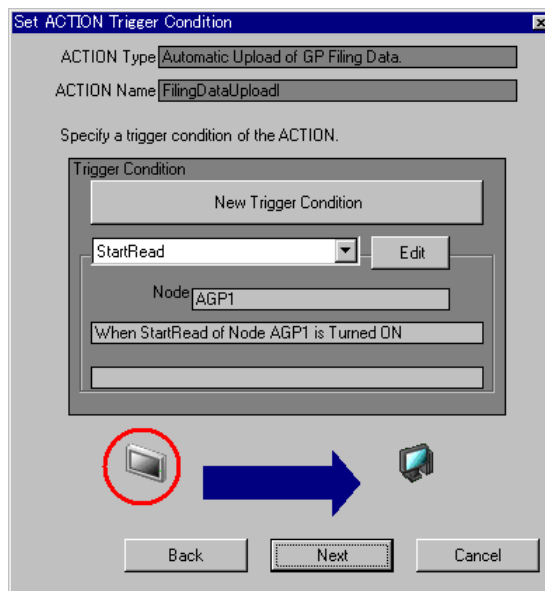 Set ACTION Trigger Condition
ACTION Type Automatic Upload of GP Filing Data.
ACTION Name FilingDataUploadl
Specify a trigger condition of the ACTION.
Trigger Condition
New Trigger Condition
StartRead Edit
Node AGP1
When StartRead of Node AGP1 is Turned ON
Back Next Cancel